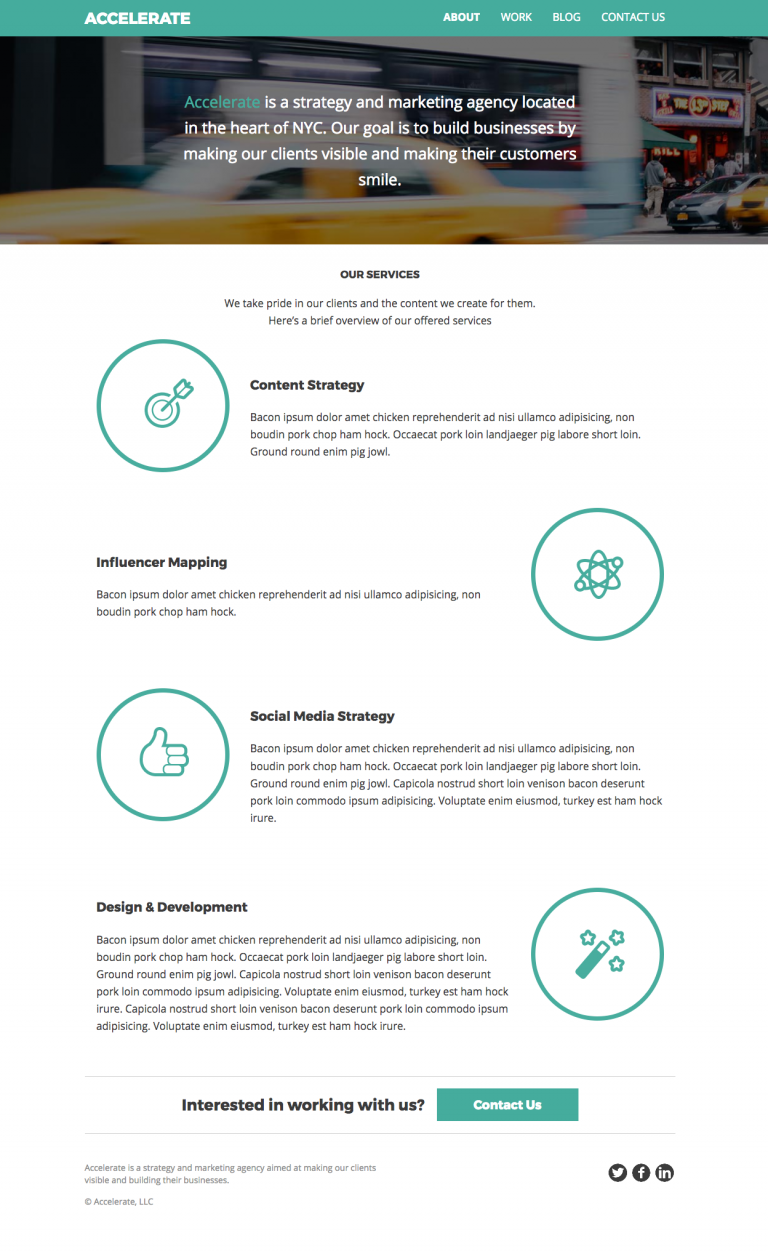 ACCELERATE
ABOUT WORK BLOG CONTACT US
Accelerate is a strategy and marketing agency located
in the heart of NYC. Our goal is to build businesses by
making our clients visible and making their customers
smile.
THE 13th STEP
OUR SERVICES
We take pride in our clients and the content we create for them.
Here's a brief overview of our offered services
Content Strategy
Bacon ipsum dolor amet chicken reprehenderit ad nisi ullamco adipisicing, non
boudin pork chop ham hock. Occaecat pork loin landjaeger pig labore short loin.
Ground round enim pig jowl.
Influencer Mapping
Bacon ipsum dolor amet chicken reprehenderit ad nisi ullamco adipisicing, non
boudin pork chop ham hock.
Social Media Strategy
Bacon ipsum dolor amet chicken reprehenderit ad nisi ullamco adipisicing, non
boudin pork chop ham hock. Occaecat pork loin landjaeger pig labore short loin.
Ground round enim pig jowl. Capicola nostrud short loin venison bacon deserunt
pork loin commodo ipsum adipisicing. Voluptate enim eiusmod, turkey est ham hock
irure.
Design & Development
Bacon ipsum dolor amet chicken reprehenderit ad nisi ullamco adipisicing, non
boudin pork chop ham hock. Occaecat pork loin landjaeger pig labore short loin.
Ground round enim pig jowl. Capicola nostrud short loin venison bacon deserunt
pork loin commodo ipsum adipisicing. Voluptate enim eiusmod, turkey est ham hock
irure. Capicola nostrud short loin venison bacon deserunt pork loin commodo ipsum
adipisicing. Voluptate enim eiusmod, turkey est ham hock irure.
Interested in working with us? Contact Us
Accelerate is a strategy and marketing agency aimed at making our clients
visible and building their businesses.
© Accelerate, LLC